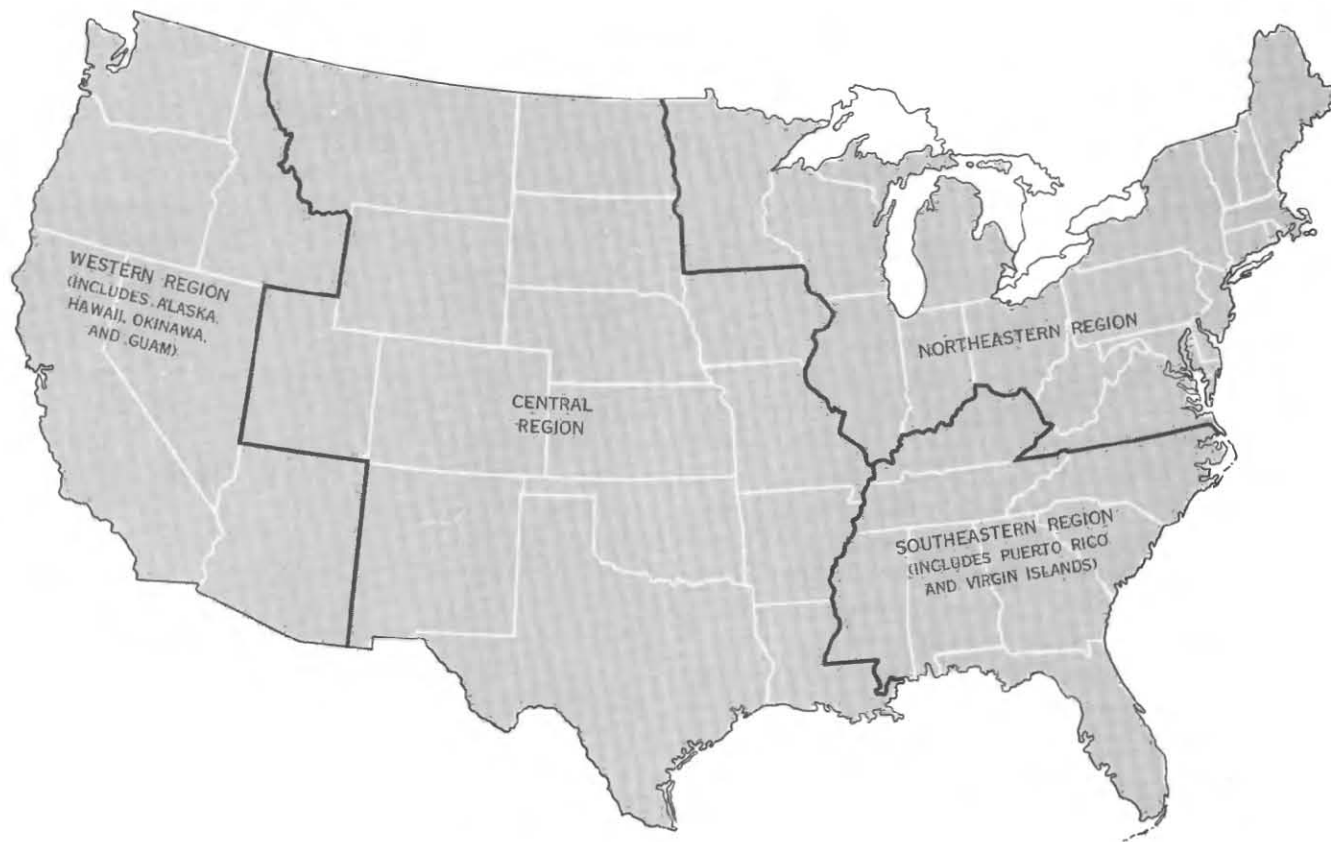 WESTERN REGION
(INCLUDES ALASKA,
HAWAII, OKINAWA,
AND GUAM)
CENTRAL
REGION
NORTHEASTERN REGION
SOUTHEASTERN REGION
(INCLUDES PUERTO RICO
AND VIRGIN ISLANDS)